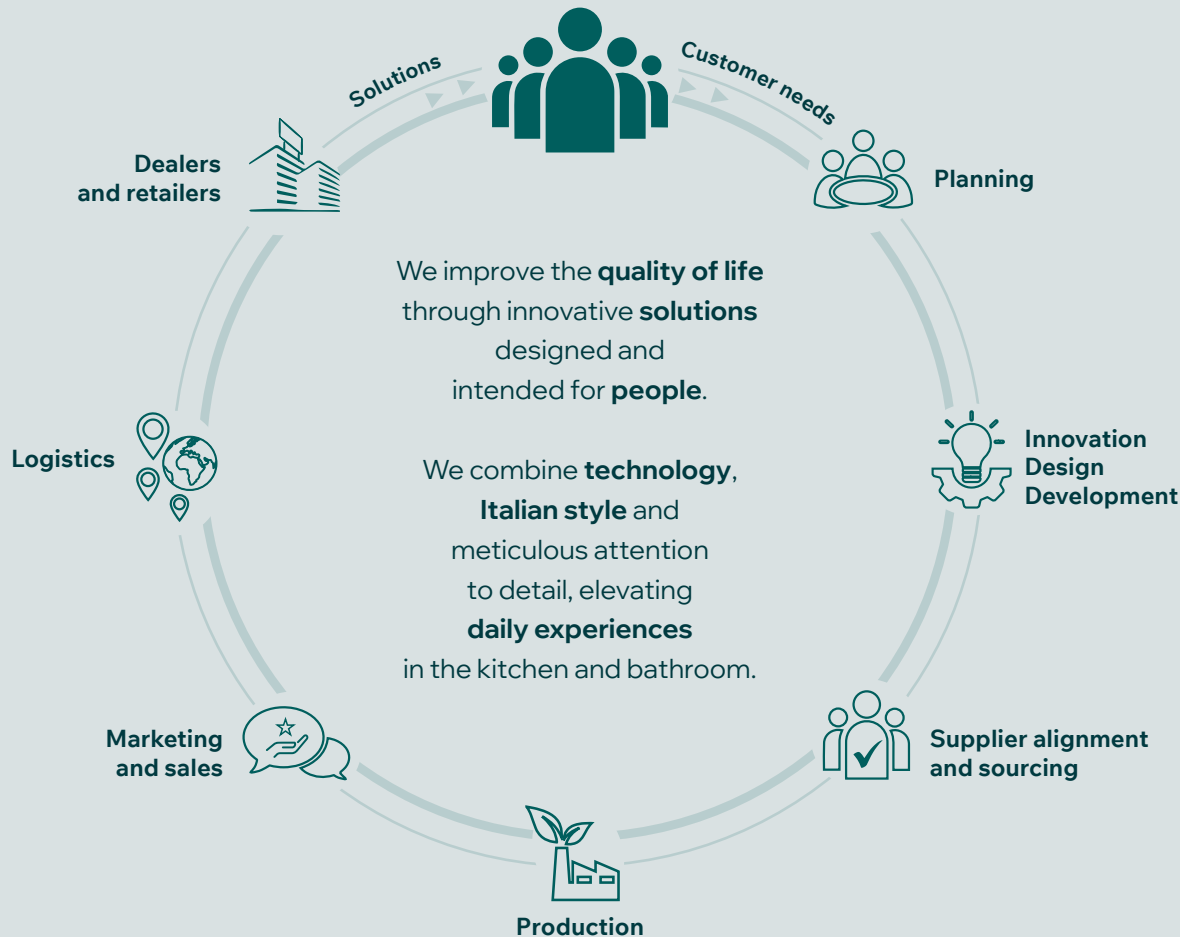 Solutions
Customer needs
Dealers
and retailers
Planning
We improve the quality of life
through innovative solutions
designed and
intended for people.
Logistics
Innovation
Design
Development
We combine technology,
Italian style and
meticulous attention
to detail, elevating
daily experiences
in the kitchen and bathroom.
Marketing
and sales
Supplier alignment
and sourcing
Production